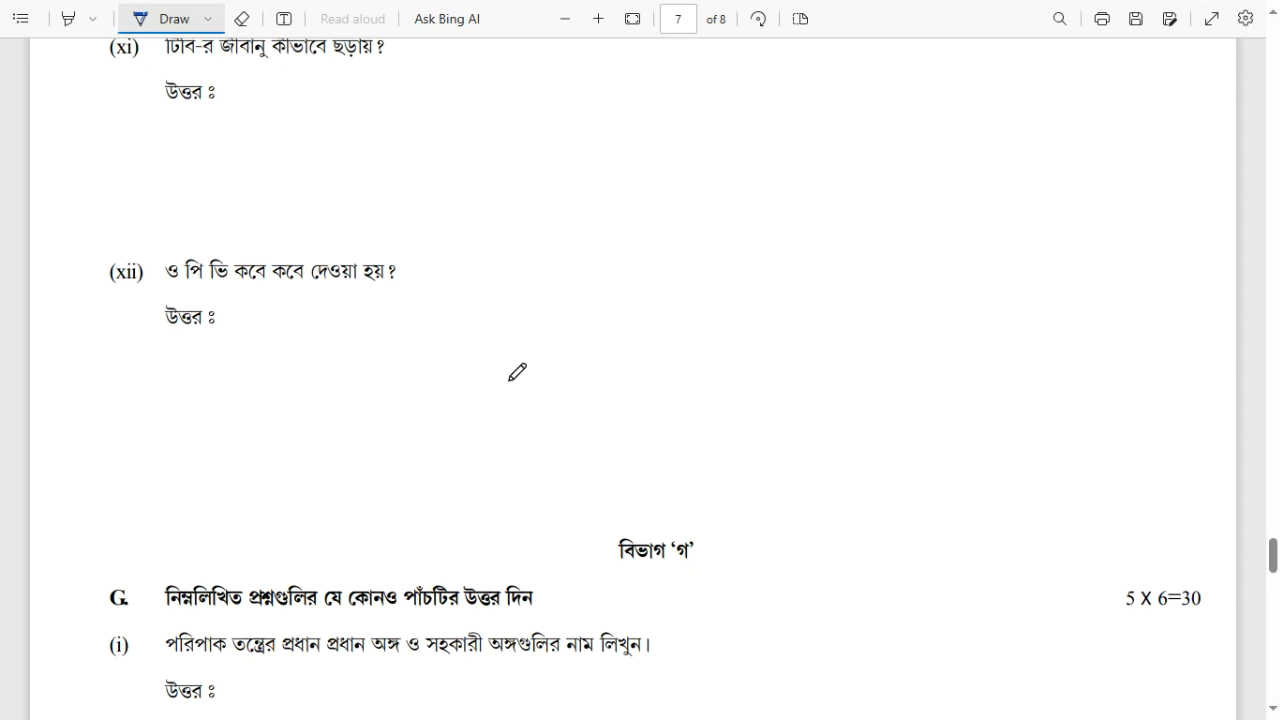 Draw
Read aloud
Ask Bing AI
7 of 8
(xi) টিবি-র জীবানু কীভাবে ছড়ায়?
উত্তর ঃ
(xii) ও পি ভি কবে কবে দেওয়া হয়?
উত্তর ঃ
বিভাগ ‘গ’
G. নিম্নলিখিত প্রশ্নগুলির যে কোনও পাঁচটির উত্তর দিন 5 X 6=30
(i) পরিপাক তন্ত্রের প্রধান প্রধান অঙ্গ ও সহকারী অঙ্গগুলির নাম লিখুন।
উত্তর ঃ